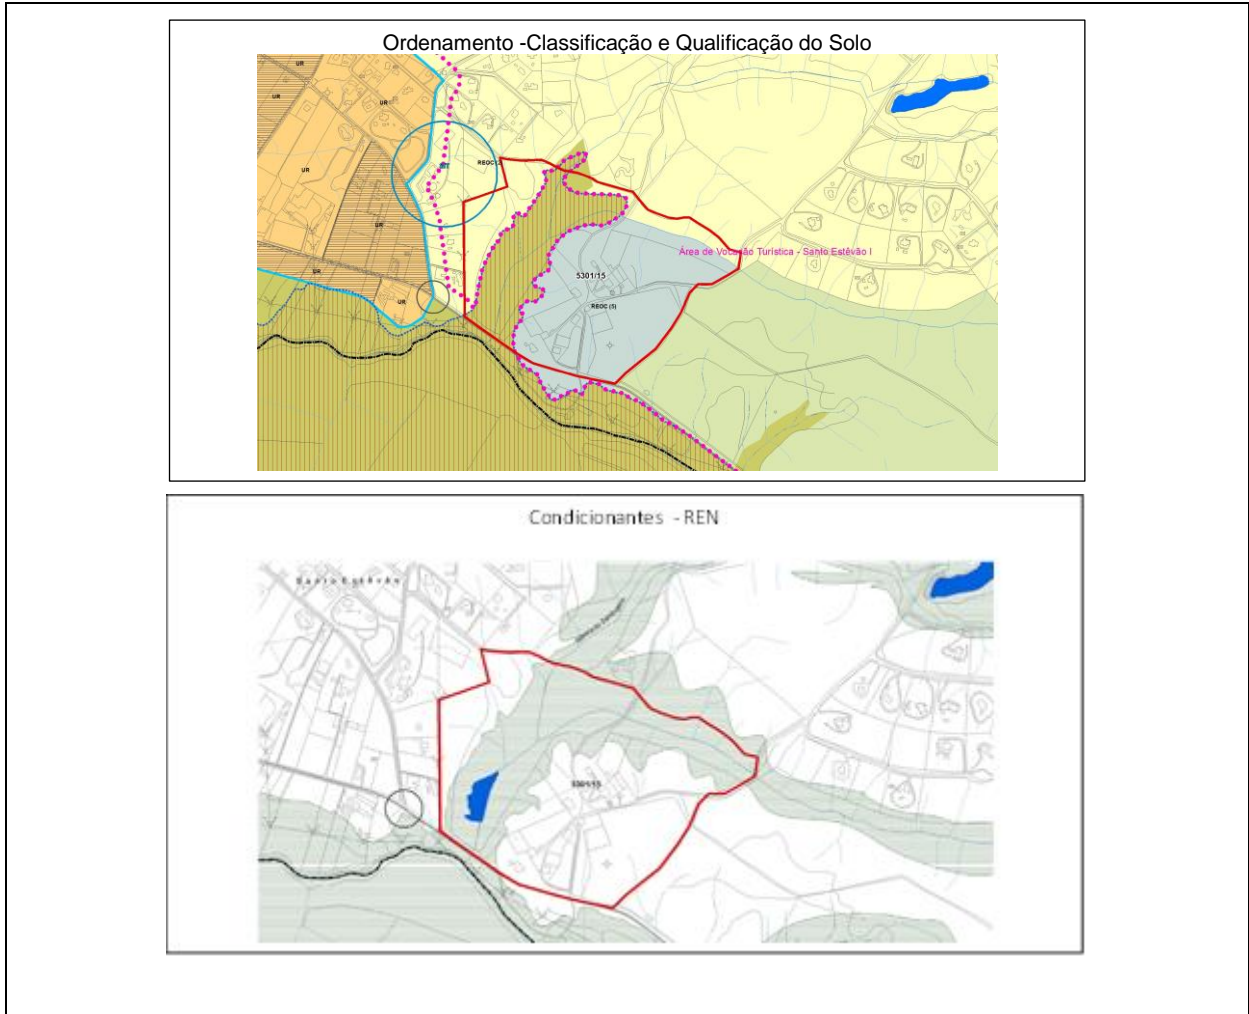 Ordenamento -Classificação e Qualificação do Solo
UR
UR
UR
UR
UR
UR
UR
Área de Vocação Turística - Santo Estêvão I
5301/15
REOC (5)
Condicionantes - REN
Santo Estêvão
5301/15